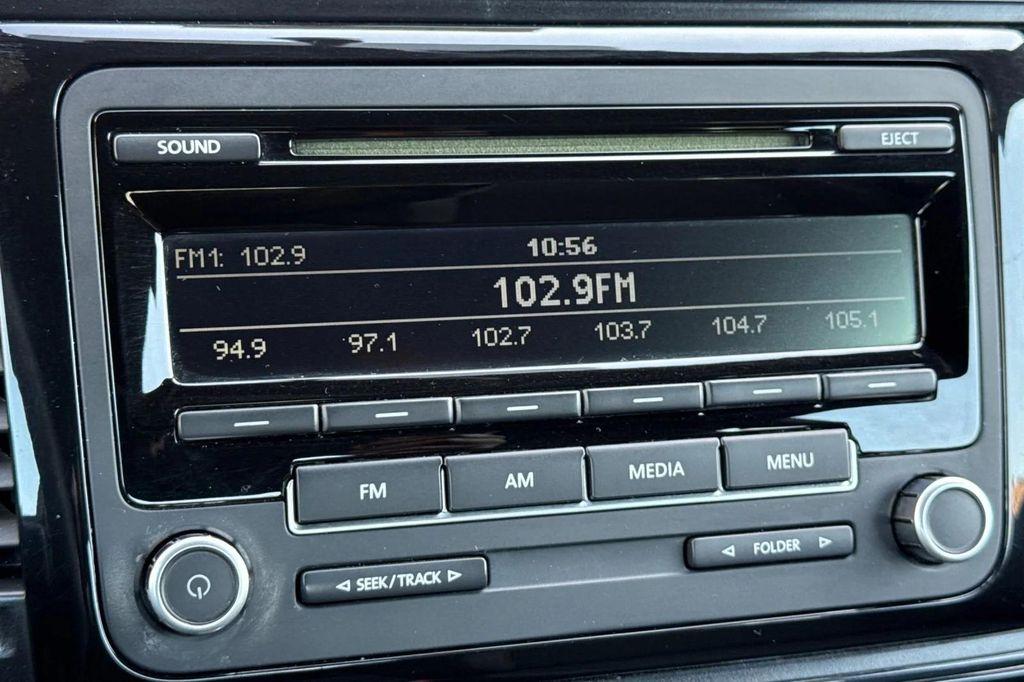 SOUND EJECT
FM1: 102.9 10:56
102.9FM
94.9 97.1 102.7 103.7 104.7 105.1
FM AM MEDIA MENU
SEEK/TRACK FOLDER